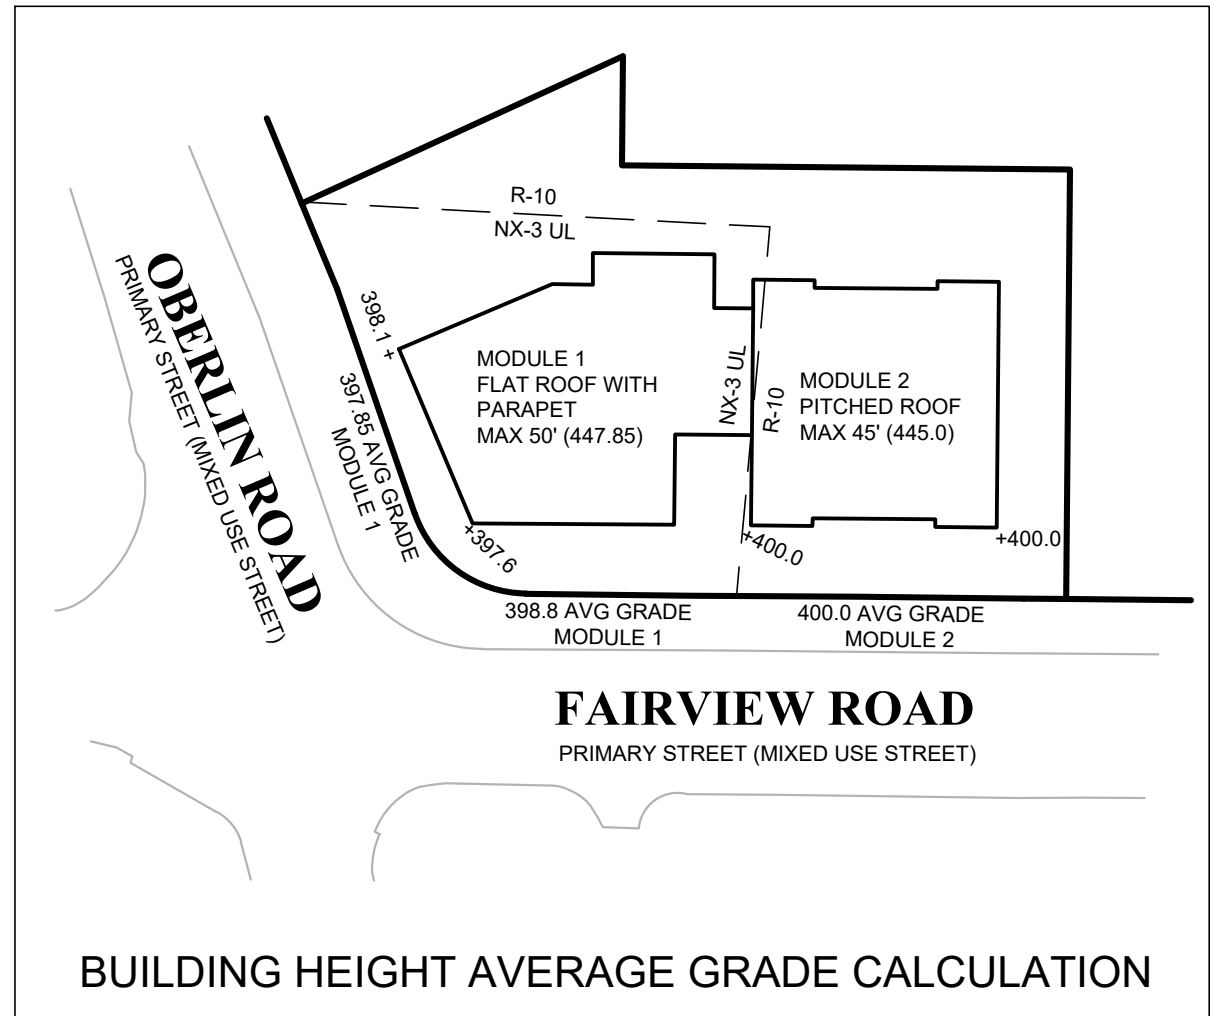 R-10
NX-3 UL
OBERLIN ROAD
PRIMARY STREET (MIXED USE STREET)
398.1 +
397.85 AVG GRADE
MODULE 1
MODULE 1
FLAT ROOF WITH
PARAPET
MAX 50' (447.85)
NX-3 UL
R-10
MODULE 2
PITCHED ROOF
MAX 45' (445.0)
+397.6
+400.0
+400.0
398.8 AVG GRADE
MODULE 1
400.0 AVG GRADE
MODULE 2
FAIRVIEW ROAD
PRIMARY STREET (MIXED USE STREET)
BUILDING HEIGHT AVERAGE GRADE CALCULATION